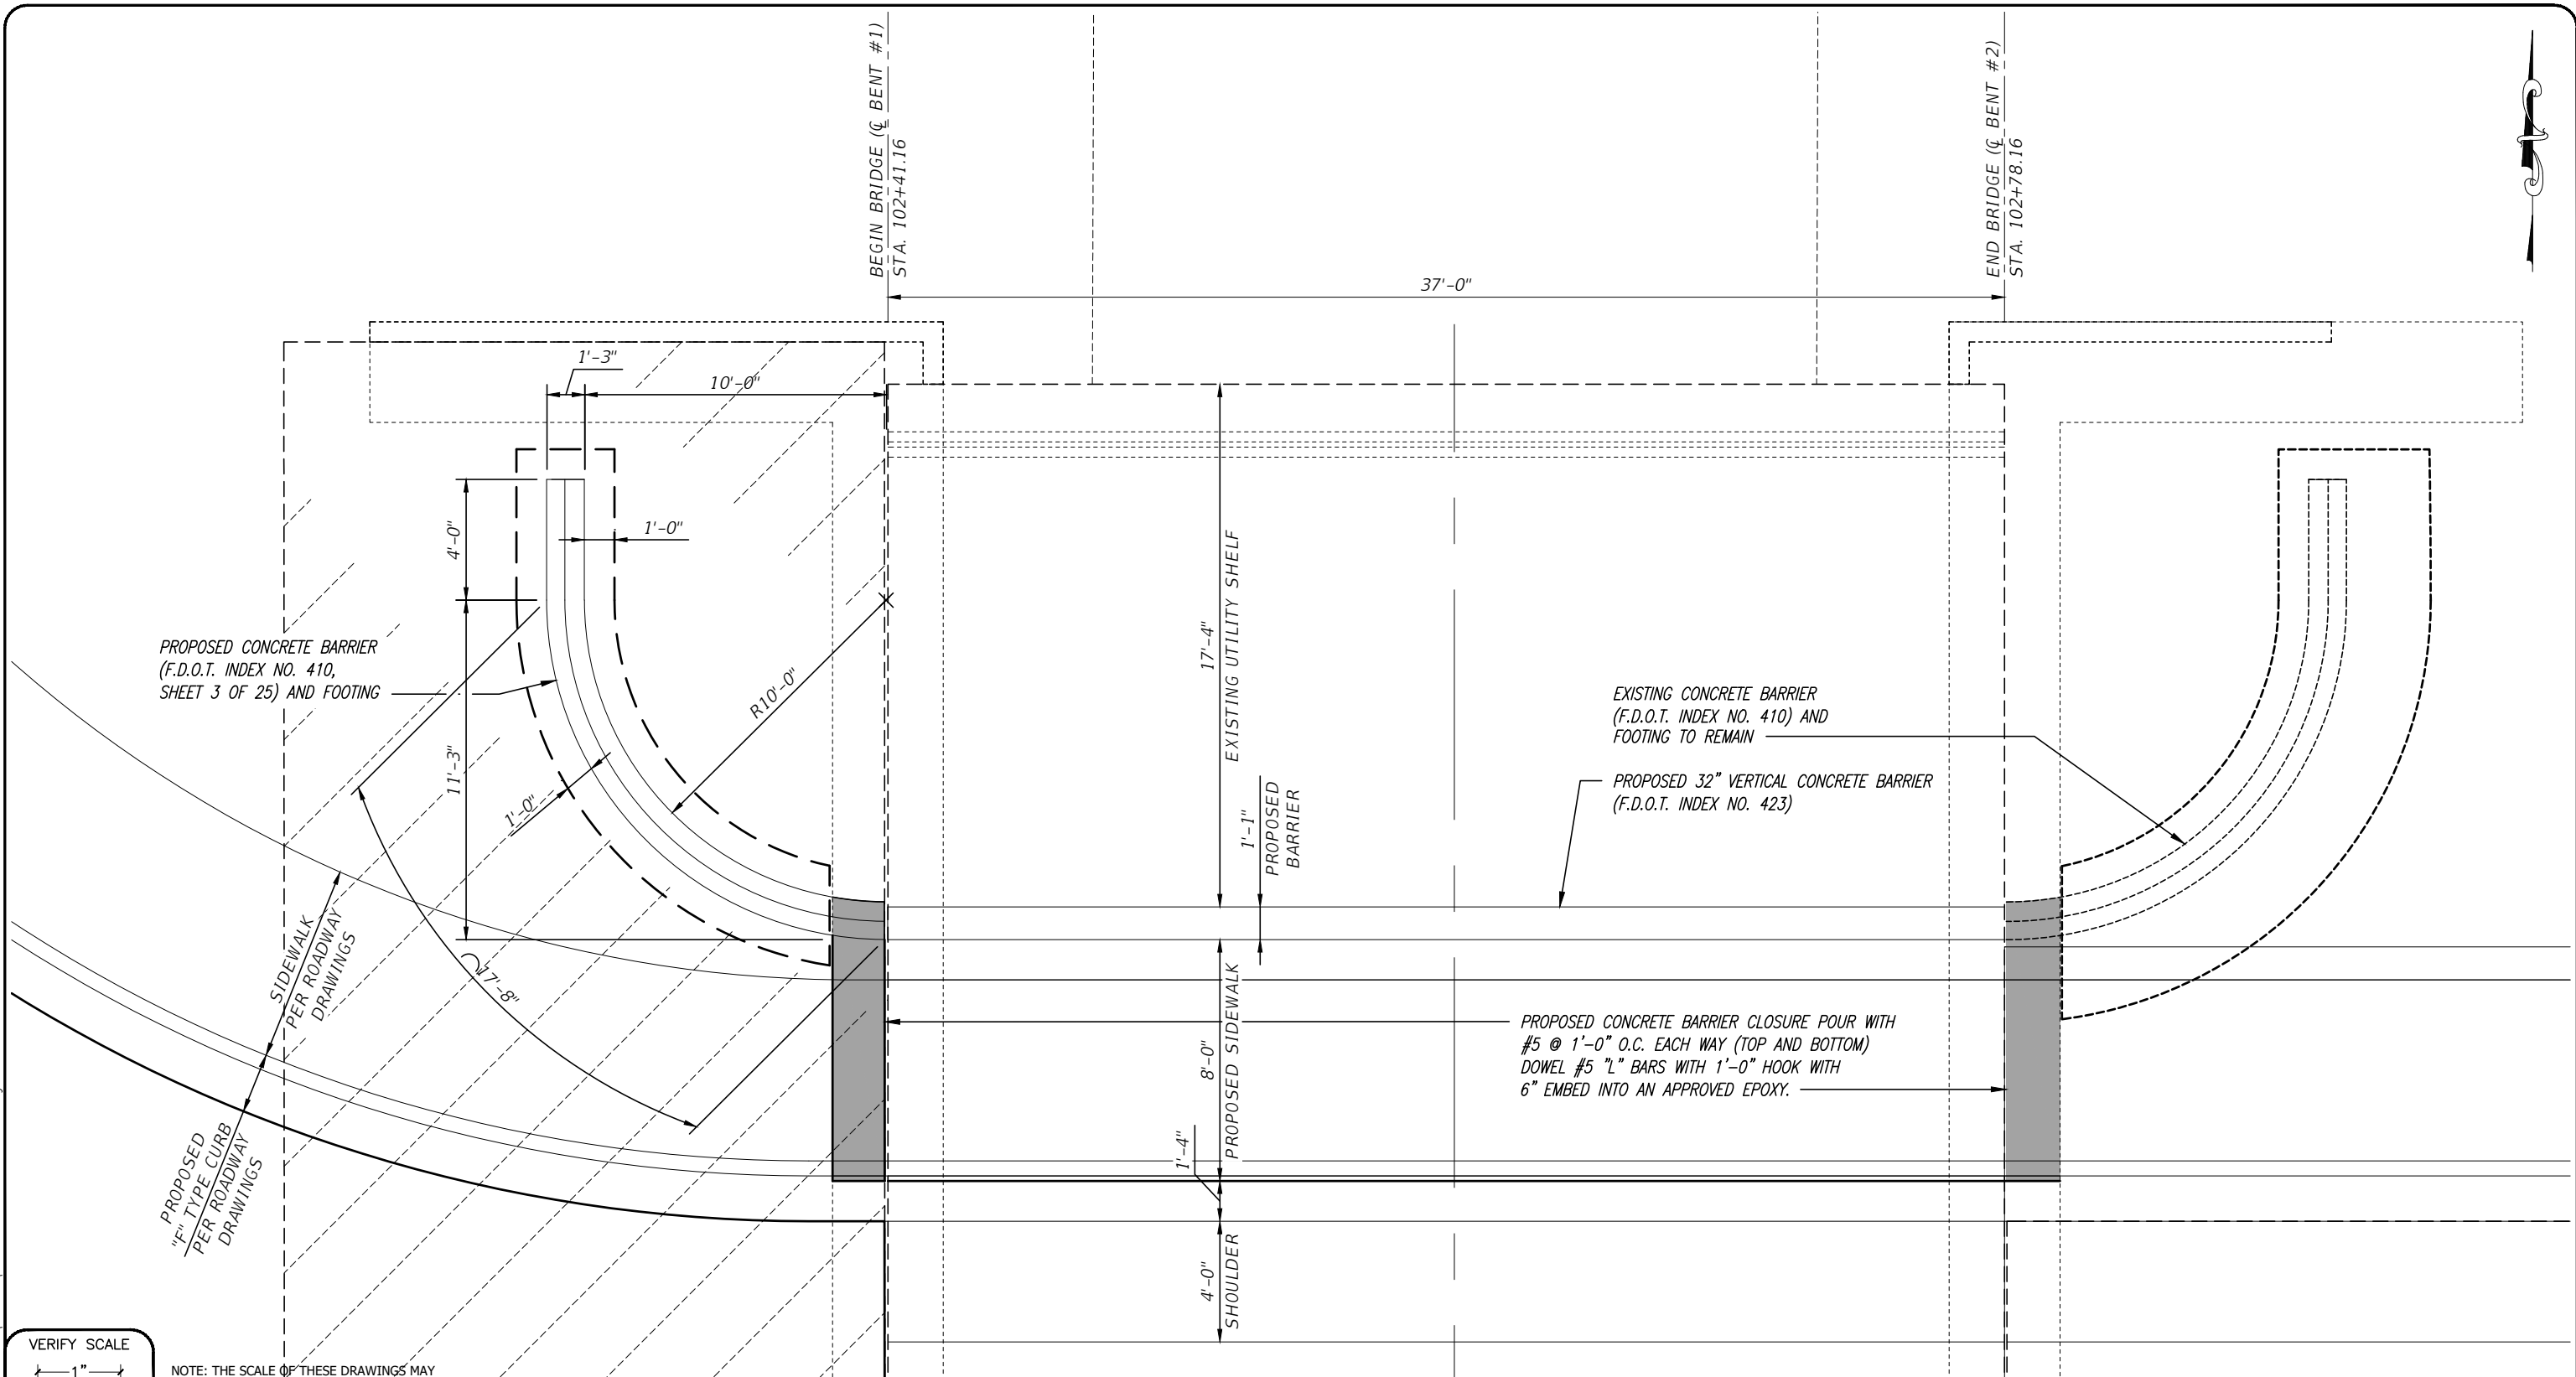 BEGIN BRIDGE (℄ BENT #1)
STA. 102+41.16
END BRIDGE (℄ BENT #2)
STA. 102+78.16
37'-0"
1'-3"
10'-0"
4'-0"
1'-0"
11'-3"
R10'-0"
1'-0"
17'-8"
PROPOSED CONCRETE BARRIER
(F.D.O.T. INDEX NO. 410,
SHEET 3 OF 25) AND FOOTING
SIDEWALK
PER ROADWAY
DRAWINGS
PROPOSED
"F" TYPE CURB
PER ROADWAY
DRAWINGS
17'-4"
EXISTING UTILITY SHELF
1'-1"
PROPOSED
BARRIER
8'-0"
PROPOSED SIDEWALK
1'-4"
4'-0"
SHOULDER
EXISTING CONCRETE BARRIER
(F.D.O.T. INDEX NO. 410) AND
FOOTING TO REMAIN
PROPOSED 32" VERTICAL CONCRETE BARRIER
(F.D.O.T. INDEX NO. 423)
PROPOSED CONCRETE BARRIER CLOSURE POUR WITH
#5 @ 1'-0" O.C. EACH WAY (TOP AND BOTTOM)
DOWEL #5 "L" BARS WITH 1'-0" HOOK WITH
6" EMBED INTO AN APPROVED EPOXY.
VERIFY SCALE
1"
NOTE: THE SCALE OF THESE DRAWINGS MAY